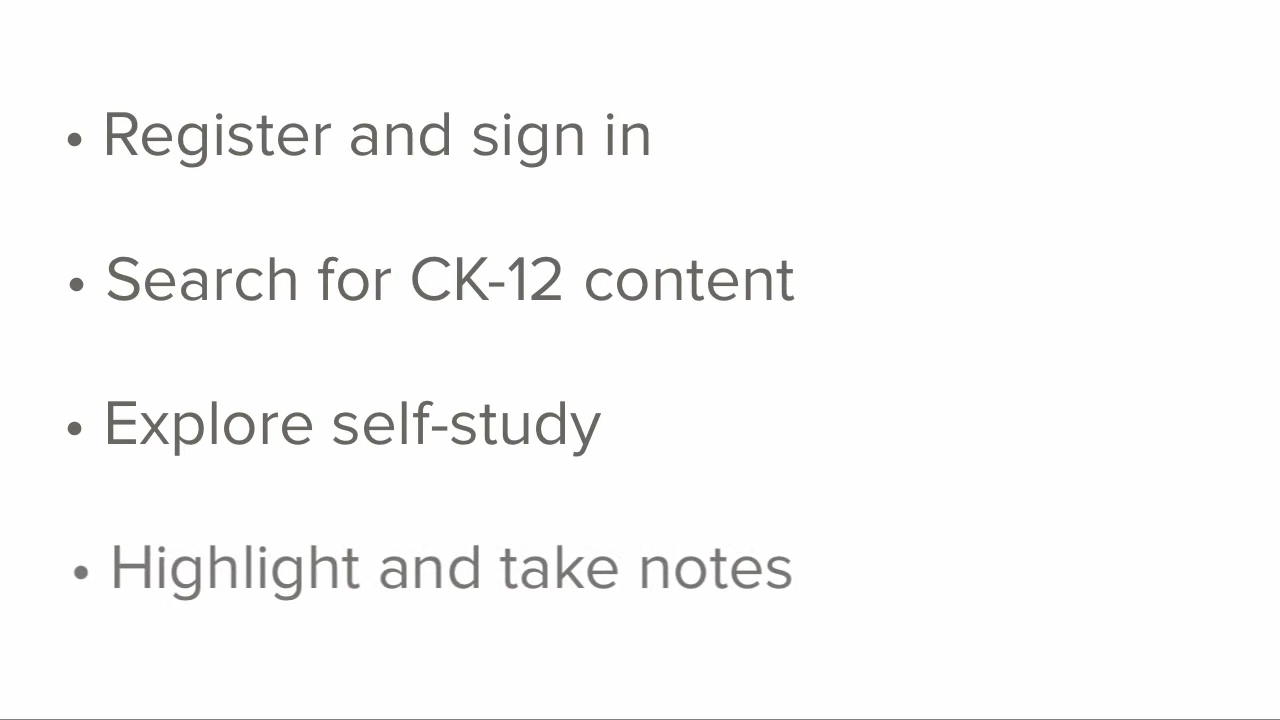 • Register and sign in
• Search for CK-12 content
• Explore self-study
• Highlight and take notes